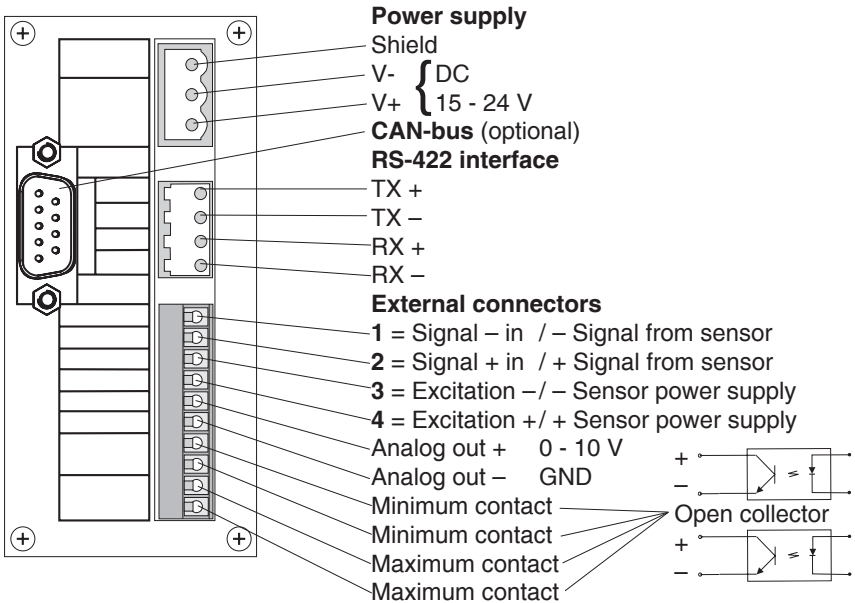 Power supply
Shield
V- { DC
V+ 15 - 24 V
CAN-bus (optional)
RS-422 interface
TX +
TX –
RX +
RX –
External connectors
1 = Signal – in / – Signal from sensor
2 = Signal + in / + Signal from sensor
3 = Excitation –/ – Sensor power supply
4 = Excitation +/ + Sensor power supply
Analog out + 0 - 10 V
Analog out – GND
Minimum contact
Minimum contact
Maximum contact
Maximum contact
+
–
Open collector
+
–